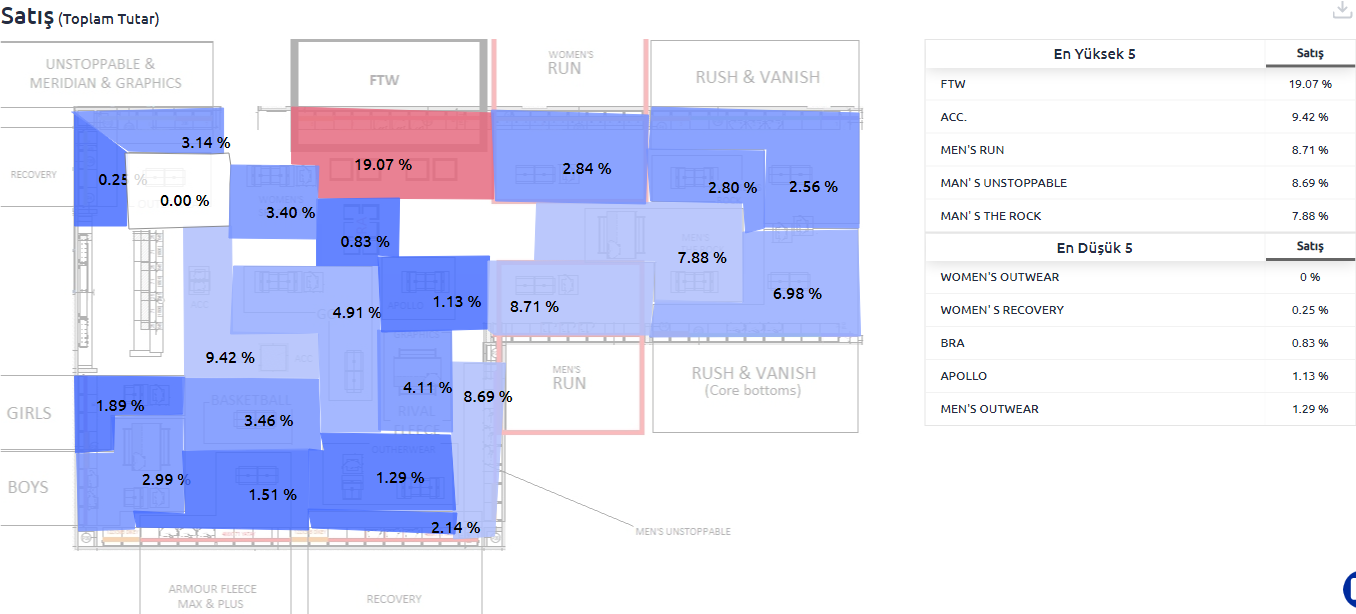 Satış (Toplam Tutar)
UNSTOPPABLE &
MERIDIAN & GRAPHICS
FTW
WOMEN'S
RUN
RUSH & VANISH
3.14 %
19.07 %
2.84 %
RECOVERY
0.25 %
0.00 %
2.80 %
2.56 %
3.40 %
0.83 %
7.88 %
6.98 %
1.13 %
8.71 %
4.91 %
ACC
9.42 %
ACC
4.11 %
8.69 %
MEN'S
RUN
RUSH & VANISH
(Core bottoms)
GIRLS
1.89 %
BASKETBALL
3.46 %
RIVAL
FLEECE
OUTHERWEAR
BOYS
2.99 %
1.51 %
1.29 %
2.14 %
MEN'S UNSTOPPABLE
ARMOUR FLEECE
MAX & PLUS
RECOVERY
En Yüksek 5 Satış
FTW 19.07 %
ACC. 9.42 %
MEN'S RUN 8.71 %
MAN' S UNSTOPPABLE 8.69 %
MAN' S THE ROCK 7.88 %
En Düşük 5 Satış
WOMEN'S OUTWEAR 0 %
WOMEN' S RECOVERY 0.25 %
BRA 0.83 %
APOLLO 1.13 %
MEN'S OUTWEAR 1.29 %